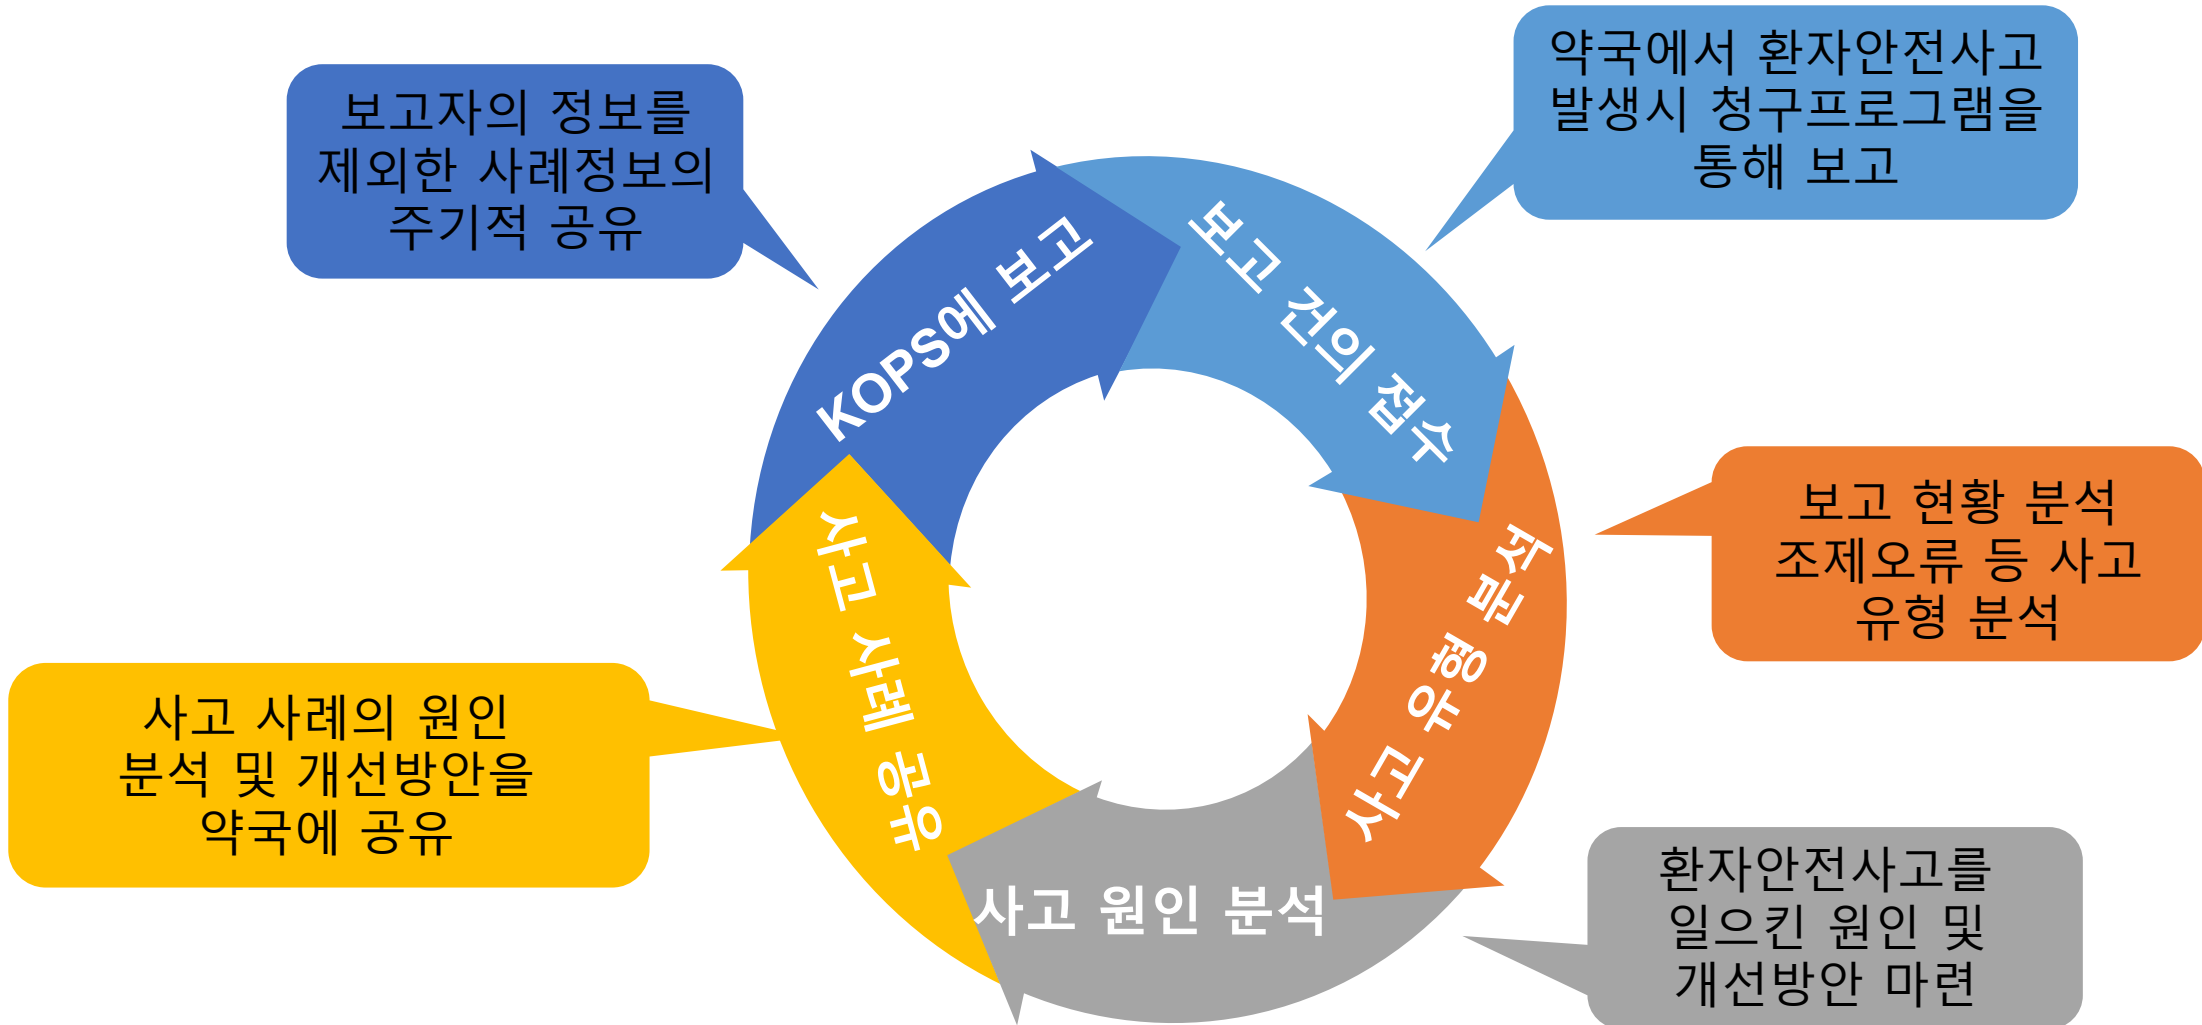 보고자의 정보를
제외한 사례정보의
주기적 공유
약국에서 환자안전사고
발생시 청구프로그램을
통해 보고
KOPS에 보고
보고 건의 접수
보고 현황 분석
조제오류 등 사고
유형 분석
사고 유형 분석
사고 사례 공유
사고 사례의 원인
분석 및 개선방안을
약국에 공유
사고 원인 분석
환자안전사고를
일으킨 원인 및
개선방안 마련